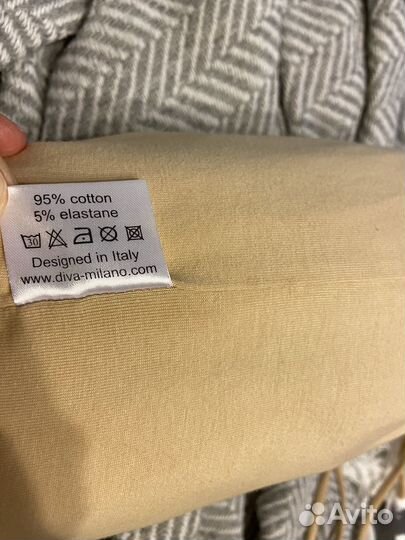 95% cotton
5% elastane
30
Designed in Italy
www.diva-milano.com
Avito